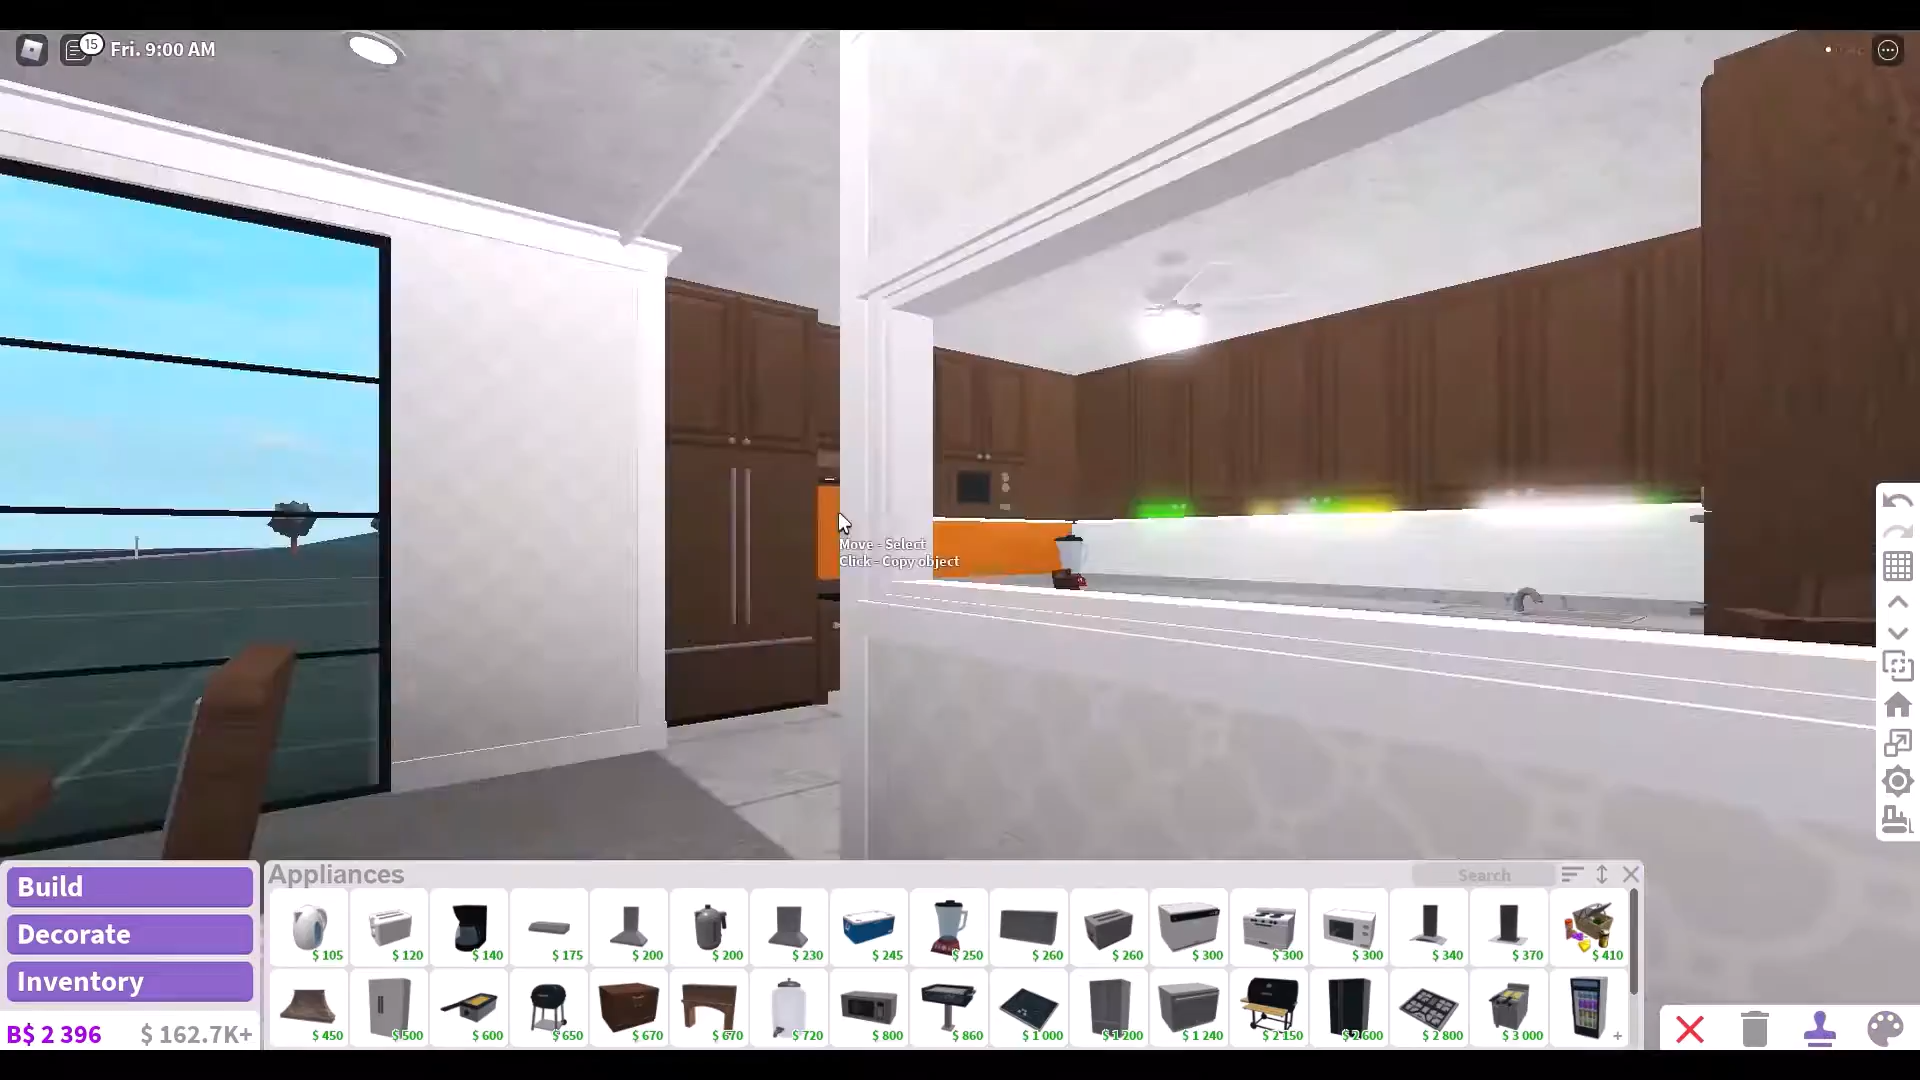 15
Fri. 9:00 AM
Move - Select
Click - Copy object
Build
Decorate
Inventory
B$ 2 396
$ 162.7K+
Appliances
Search
$ 105
$ 120
$ 140
$ 175
$ 200
$ 200
$ 230
$ 245
$ 250
$ 260
$ 260
$ 300
$ 300
$ 300
$ 340
$ 370
$ 410
$ 450
$ 500
$ 600
$ 650
$ 670
$ 670
$ 720
$ 800
$ 860
$ 1 000
$ 1 200
$ 1 240
$ 2 150
$ 2 600
$ 2 800
$ 3 000
+